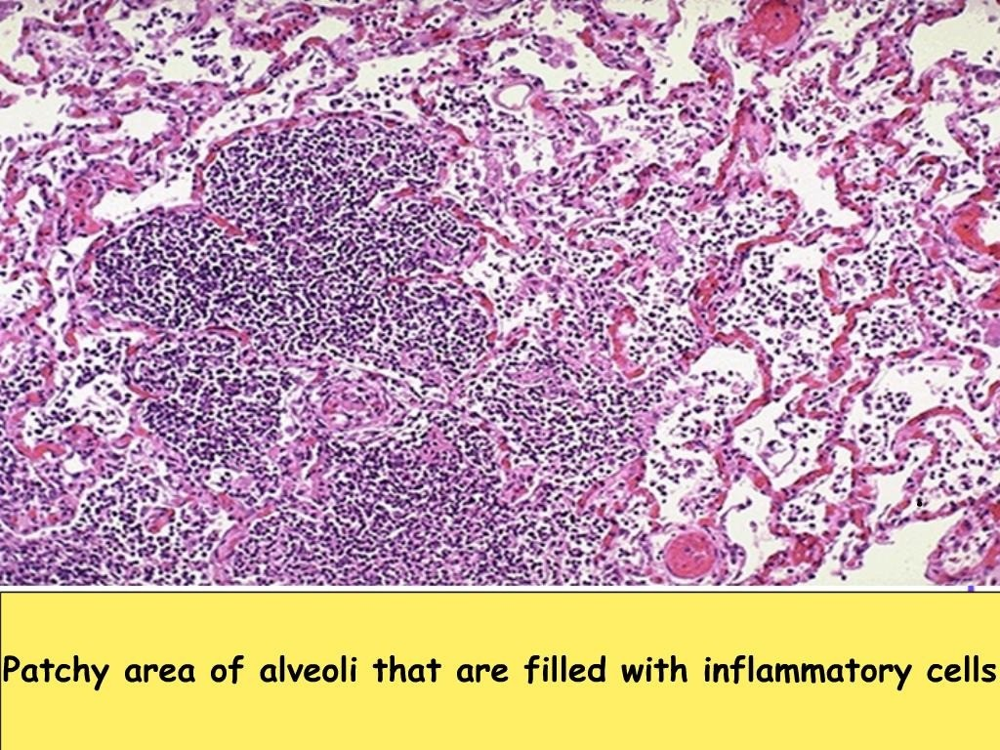 Patchy area of alveoli that are filled with inflammatory cells